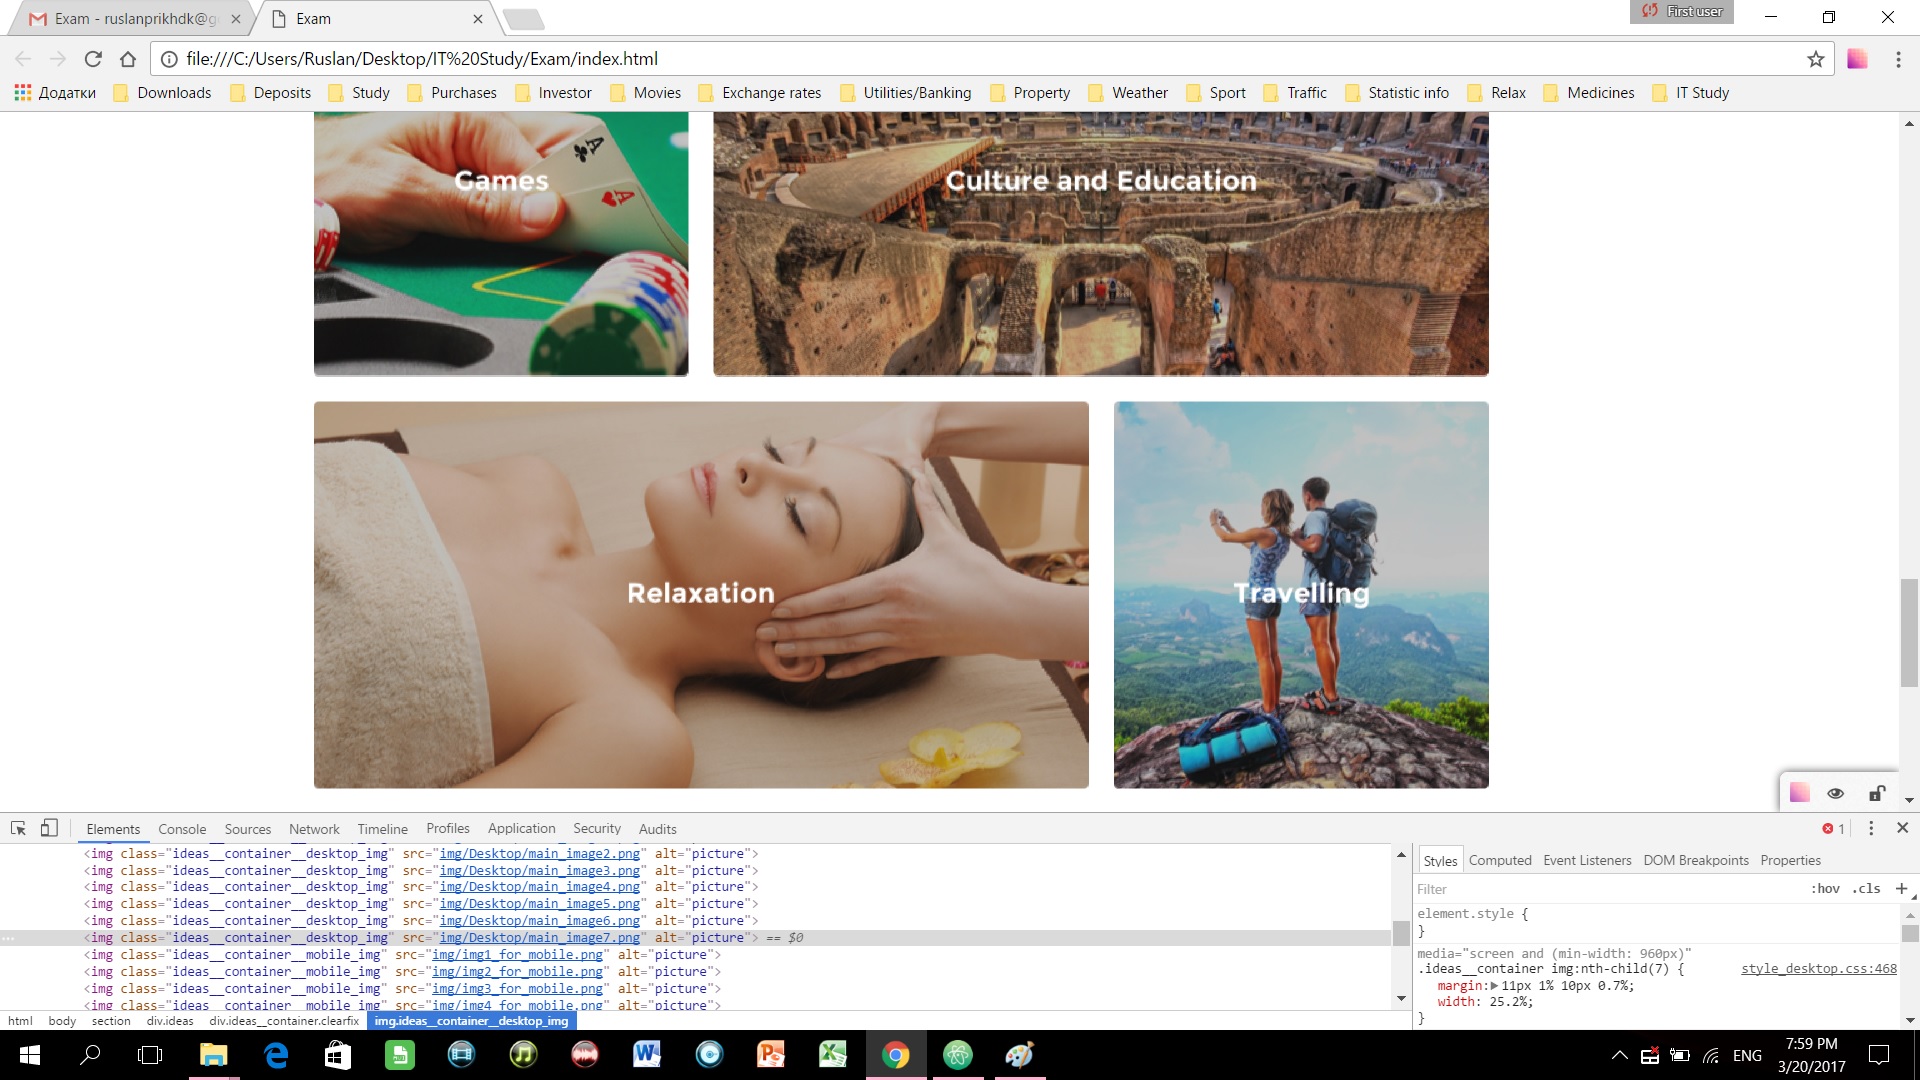 Exam - ruslanprikhdk@g
Exam
First user
file:///C:/Users/Ruslan/Desktop/IT%20Study/Exam/index.html
Додатки Downloads Deposits Study Purchases Investor Movies Exchange rates Utilities/Banking Property Weather Sport Traffic Statistic info Relax Medicines IT Study
Games
Culture and Education
Relaxation
Travelling
Elements Console Sources Network Timeline Profiles Application Security Audits 1
<img class="ideas__container__desktop_img" src="img/Desktop/main_image2.png" alt="picture">
<img class="ideas__container__desktop_img" src="img/Desktop/main_image3.png" alt="picture">
<img class="ideas__container__desktop_img" src="img/Desktop/main_image4.png" alt="picture">
<img class="ideas__container__desktop_img" src="img/Desktop/main_image5.png" alt="picture">
<img class="ideas__container__desktop_img" src="img/Desktop/main_image6.png" alt="picture">
<img class="ideas__container__desktop_img" src="img/Desktop/main_image7.png" alt="picture"> == $0
<img class="ideas__container__mobile_img" src="img/img1_for_mobile.png" alt="picture">
<img class="ideas__container__mobile_img" src="img/img2_for_mobile.png" alt="picture">
<img class="ideas__container__mobile_img" src="img/img3_for_mobile.png" alt="picture">
<img class="ideas__container__mobile_img" src="img/img4_for_mobile.png" alt="picture">
html body section div.ideas div.ideas__container.clearfix img.ideas__container__desktop_img
Styles Computed Event Listeners DOM Breakpoints Properties
Filter :hov .cls +
element.style {
}
media="screen and (min-width: 960px)"
.ideas__container img:nth-child(7) { style_desktop.css:468
margin: 11px 1% 10px 0.7%;
width: 25.2%;
}
ENG
7:59 PM
3/20/2017